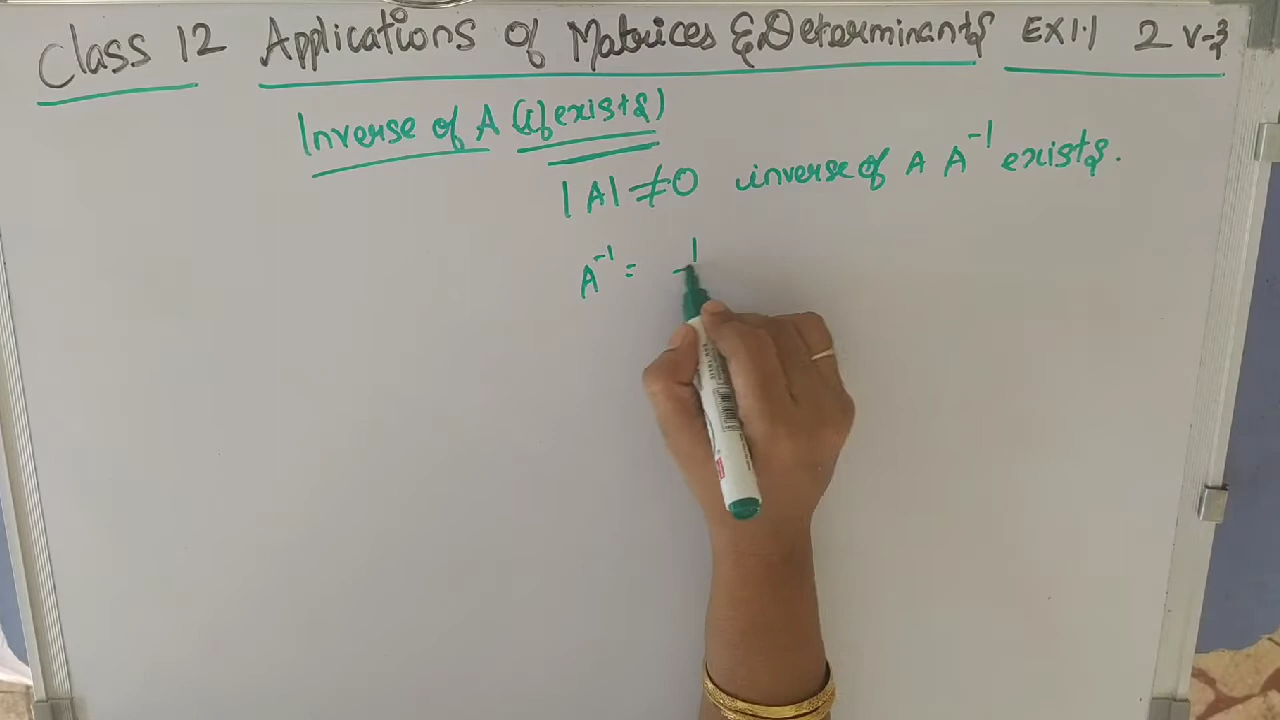 Class 12 Applications of Matrices & Determinants EX 1.1 2 V-3
Inverse of A (if exists)
|A| ≠ 0 inverse of A A⁻¹ exists.
A⁻¹ = 1